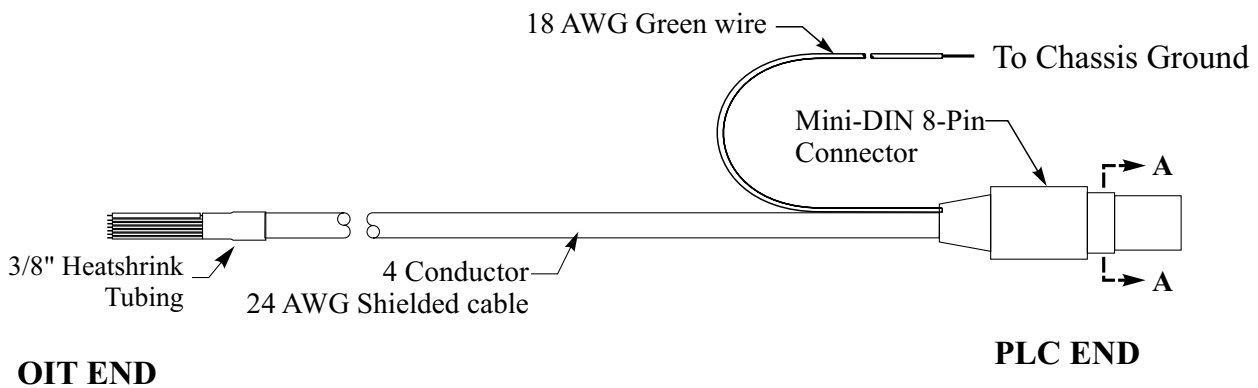 18 AWG Green wire
To Chassis Ground
Mini-DIN 8-Pin
Connector
A
A
3/8" Heatshrink
Tubing
4 Conductor
24 AWG Shielded cable
OIT END
PLC END